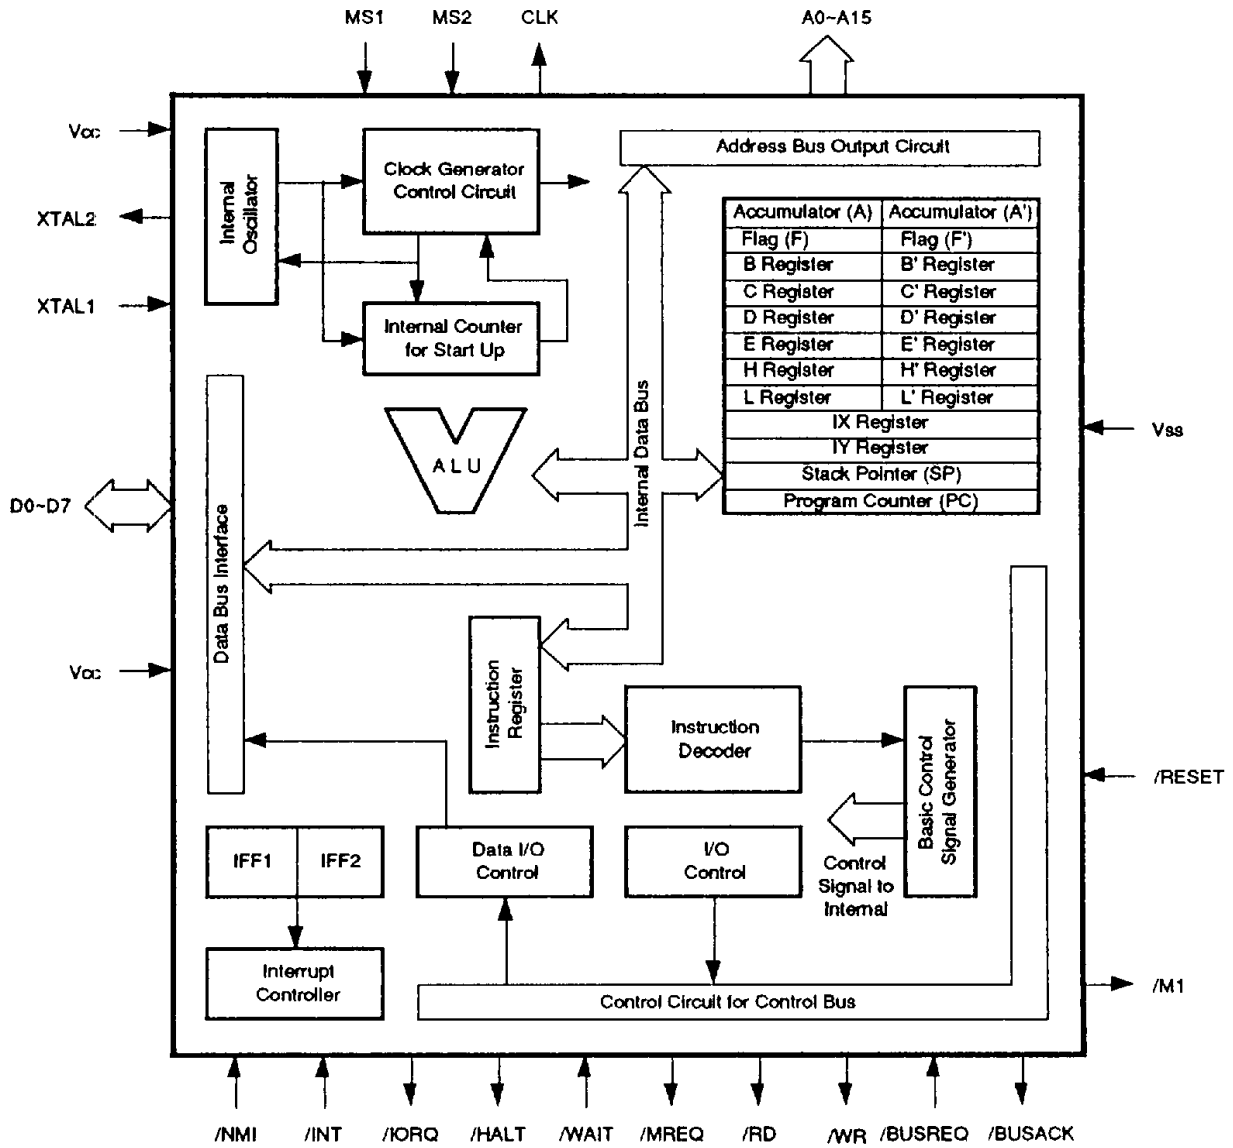 MS1
MS2
CLK
A0~A15
Vcc
XTAL2
XTAL1
Internal
Oscillator
Clock Generator
Control Circuit
Internal Counter
for Start Up
Address Bus Output Circuit
Accumulator (A)
Accumulator (A')
Flag (F)
Flag (F')
B Register
B' Register
C Register
C' Register
D Register
D' Register
E Register
E' Register
H Register
H' Register
L Register
L' Register
IX Register
IY Register
Stack Pointer (SP)
Program Counter (PC)
Vss
ALU
Internal Data Bus
D0~D7
Data Bus Interface
Vcc
Instruction
Register
Instruction
Decoder
Basic Control
Signal Generator
/RESET
IFF1
IFF2
Data I/O
Control
I/O
Control
Control
Signal to
Internal
Interrupt
Controller
Control Circuit for Control Bus
/M1
/NMI
/INT
/IORQ
/HALT
/WAIT
/MREQ
/RD
/WR
/BUSREQ
/BUSACK